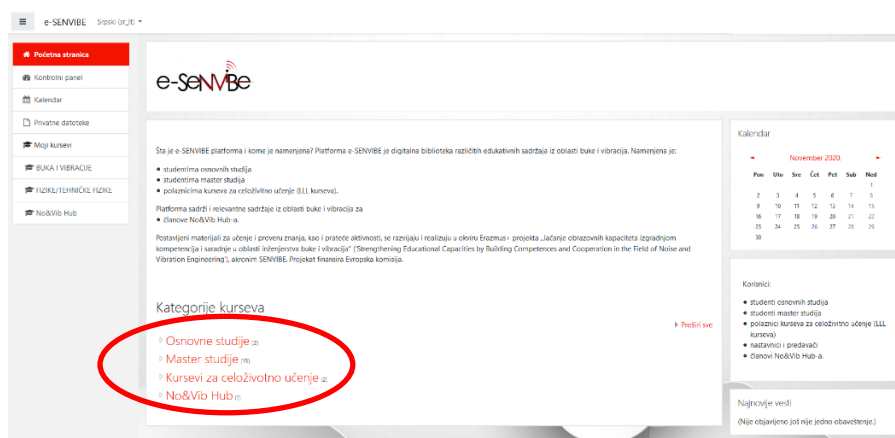 e-SENVIBE Srpski (sr_lt)
Početna stranica
Kontrolni panel
Kalendar
Privatne datoteke
Moji kursevi
BUKA I VIBRACIJE
FIZIKE/TEHNIČKE FIZIKE
No&Vib Hub
e-SENVIBE
Šta je e-SENVIBE platforma i kome je namenjena? Platforma e-SENVIBE je digitalna biblioteka različitih edukativnih sadržaja iz oblasti buke i vibracija. Namenjena je:
• studentima osnovnih studija
• studentima master studija
• polaznicima kurseva za celoživitno učenje (LLL kurseva).
Platforma sadrži i relevantne sadržaje iz oblasti buke i vibracija za
• članove No&Vib Hub-a.
Postavljeni materijali za učenje i proveru znanja, kao i prateće aktivnosti, se razvijaju i realizuju u okviru Erazmus+ projekta „Jačanje obrazovnih kapaciteta izgradnjom
kompetencija i saradnje u oblasti inženjerstva buke i vibracija” (‘Strengthening Educational Capacities by Building Competences and Cooperation in the Field of Noise and
Vibration Engineering’), akronim SENVIBE. Projekat finansira Evropska komisija.
Kategorije kurseva
Proširi sve
Osnovne studije (2)
Master studije (15)
Kursevi za celoživotno učenje (2)
No&Vib Hub (1)
Kalendar
November 2020.
Pon Uto Sre Čet Pet Sub Ned
1
2 3 4 5 6 7 8
9 10 11 12 13 14 15
16 17 18 19 20 21 22
23 24 25 26 27 28 29
30
Korisnici:
• studenti osnovnih studija
• studenti master studija
• polaznici kurseva za celoživitno učenje (LLL
kurseva)
• nastavnici i predavači
• članovi No&Vib Hub-a.
Najnovije vesti
(Nije objavljeno još nije jedno obaveštenje.)